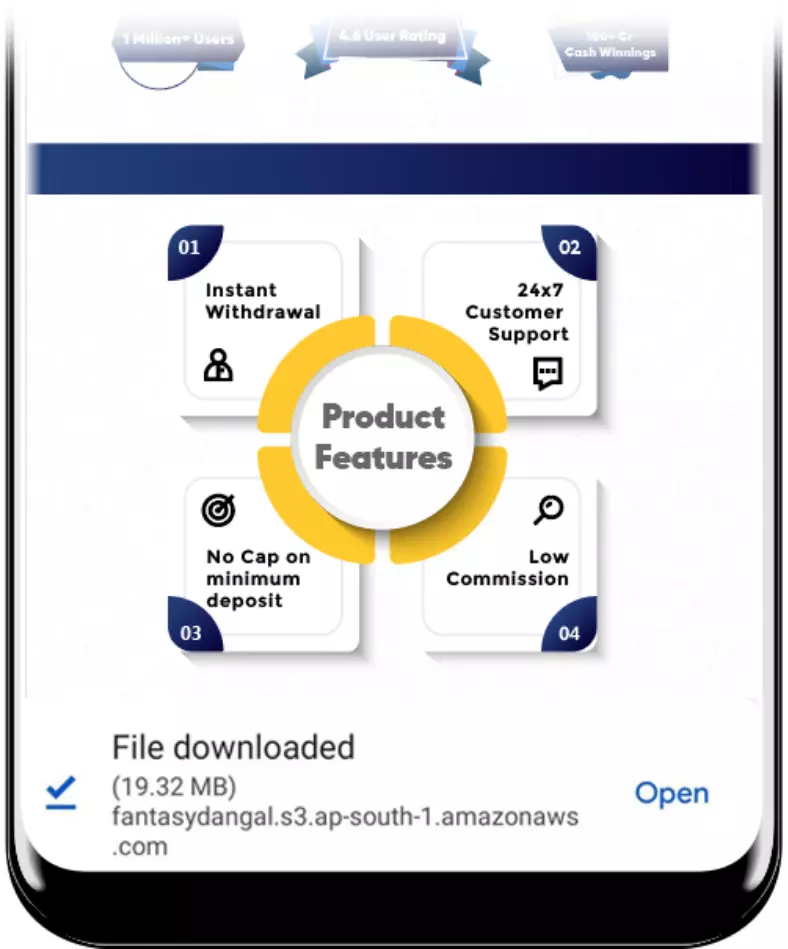 1 Million+ Users
4.6 User Rating
100+ Cr
Cash Winnings
01
Instant
Withdrawal
02
24x7
Customer
Support
Product
Features
No Cap on
minimum
deposit
03
Low
Commission
04
File downloaded
(19.32 MB)
fantasydangal.s3.ap-south-1.amazonaws
.com
Open